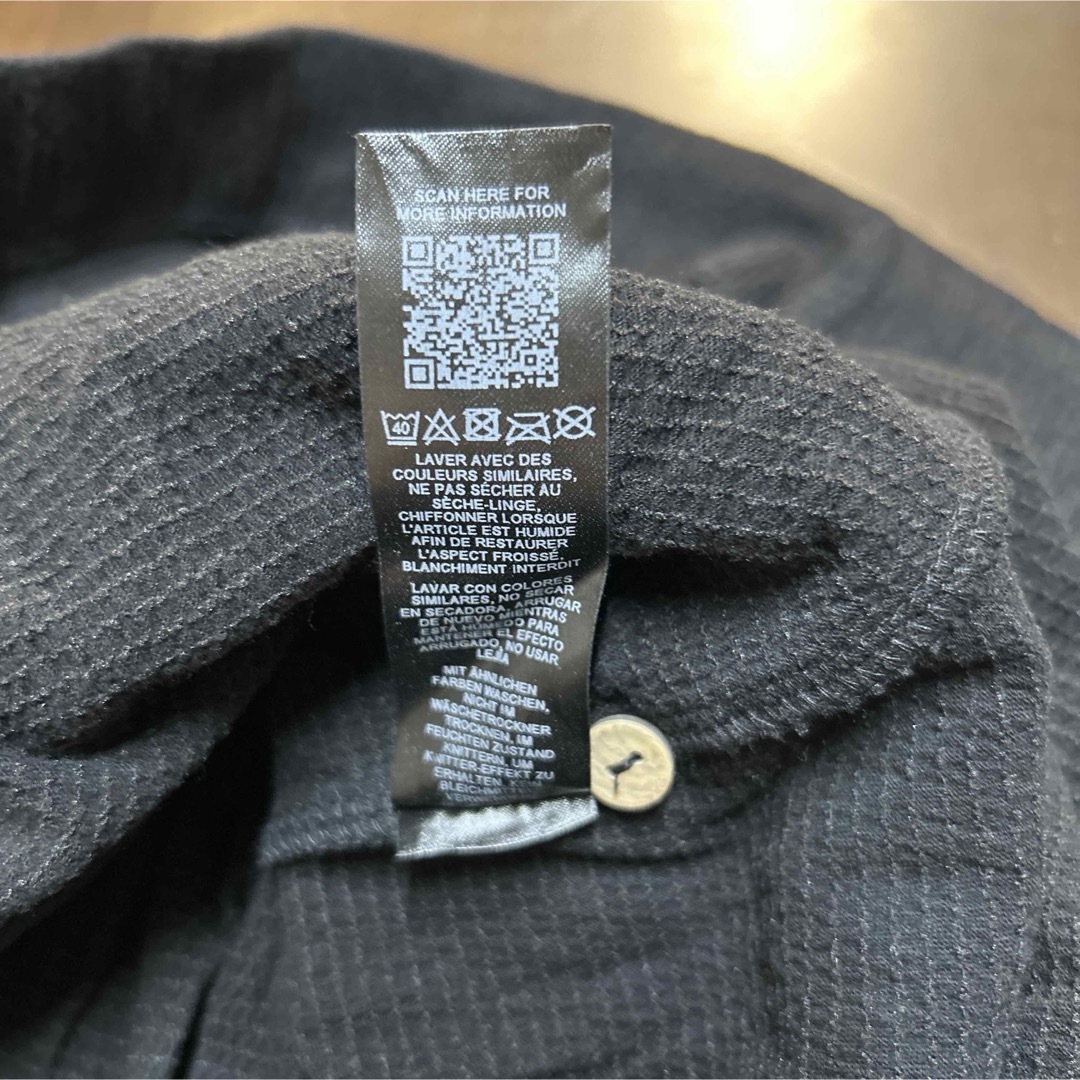 SCAN HERE FOR
MORE INFORMATION
40
LAVER AVEC DES
COULEURS SIMILAIRES,
NE PAS SÉCHER AU
SÈCHE-LINGE,
CHIFFONNER LORSQUE
L'ARTICLE EST HUMIDE
AFIN DE RESTAURER
L'ASPECT FROISSÉ,
BLANCHIMENT INTERDIT
LAVAR CON COLORES
SIMILARES, NO SECAR
EN SECADORA, ARRUGAR
DE NUEVO MIENTRAS
ESTÁ HÚMEDO PARA
MANTENER EL EFECTO
ARRUGADO, NO USAR
LEJÍA
MIT ÄHNLICHEN
FARBEN WASCHEN,
NICHT IM
WÄSCHETROCKNER
TROCKNEN, IM
FEUCHTEN ZUSTAND
KNITTERN, UM
KNITTER-EFFEKT ZU
ERHALTEN, KEIN